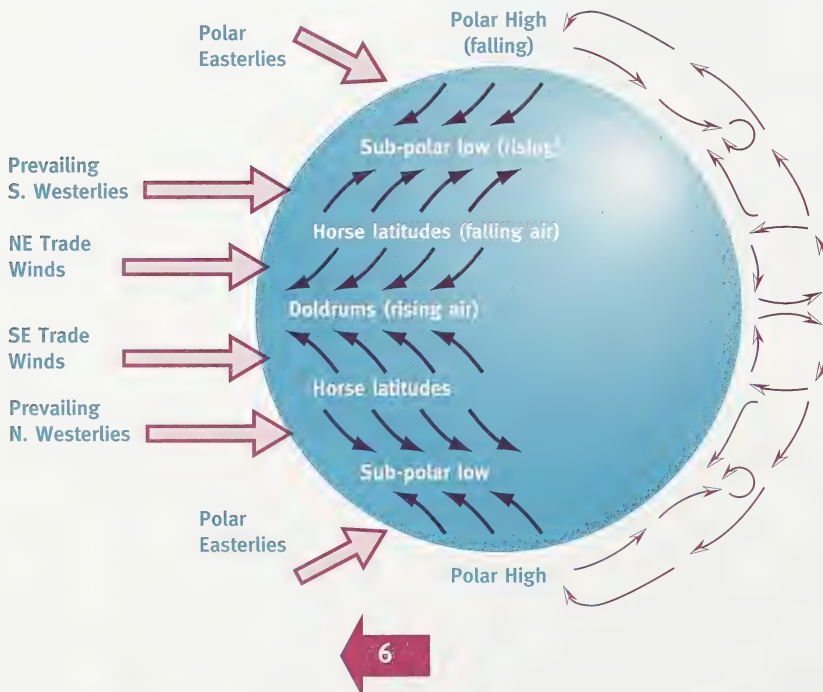 Polar High
(falling)
Polar
Easterlies
Sub-polar low (rising)
Prevailing
S. Westerlies
Horse latitudes (falling air)
NE Trade
Winds
Doldrums (rising air)
SE Trade
Winds
Horse latitudes
Prevailing
N. Westerlies
Sub-polar low
Polar
Easterlies
Polar High
6